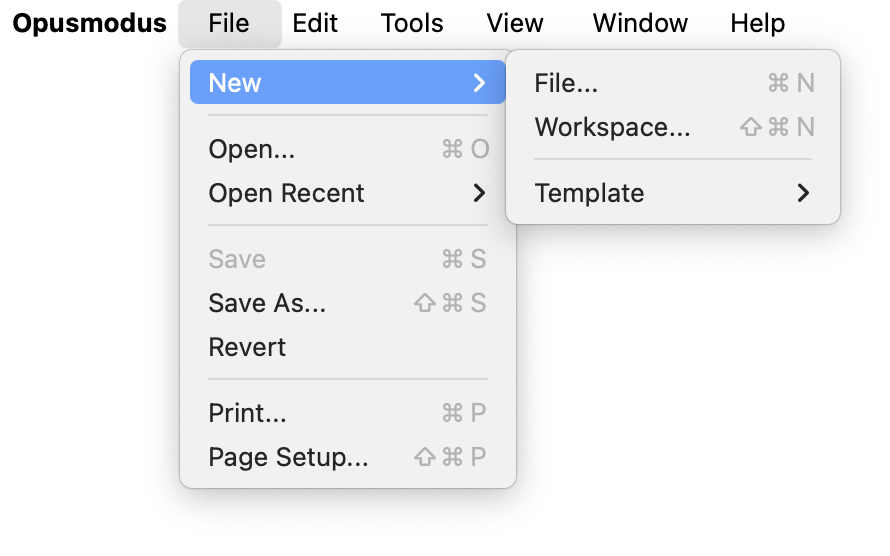 Opusmodus File Edit Tools View Window Help
New
File... ⌘ N
Workspace... ⇧ ⌘ N
Template
Open... ⌘ O
Open Recent
Save ⌘ S
Save As... ⇧ ⌘ S
Revert
Print... ⌘ P
Page Setup... ⇧ ⌘ P